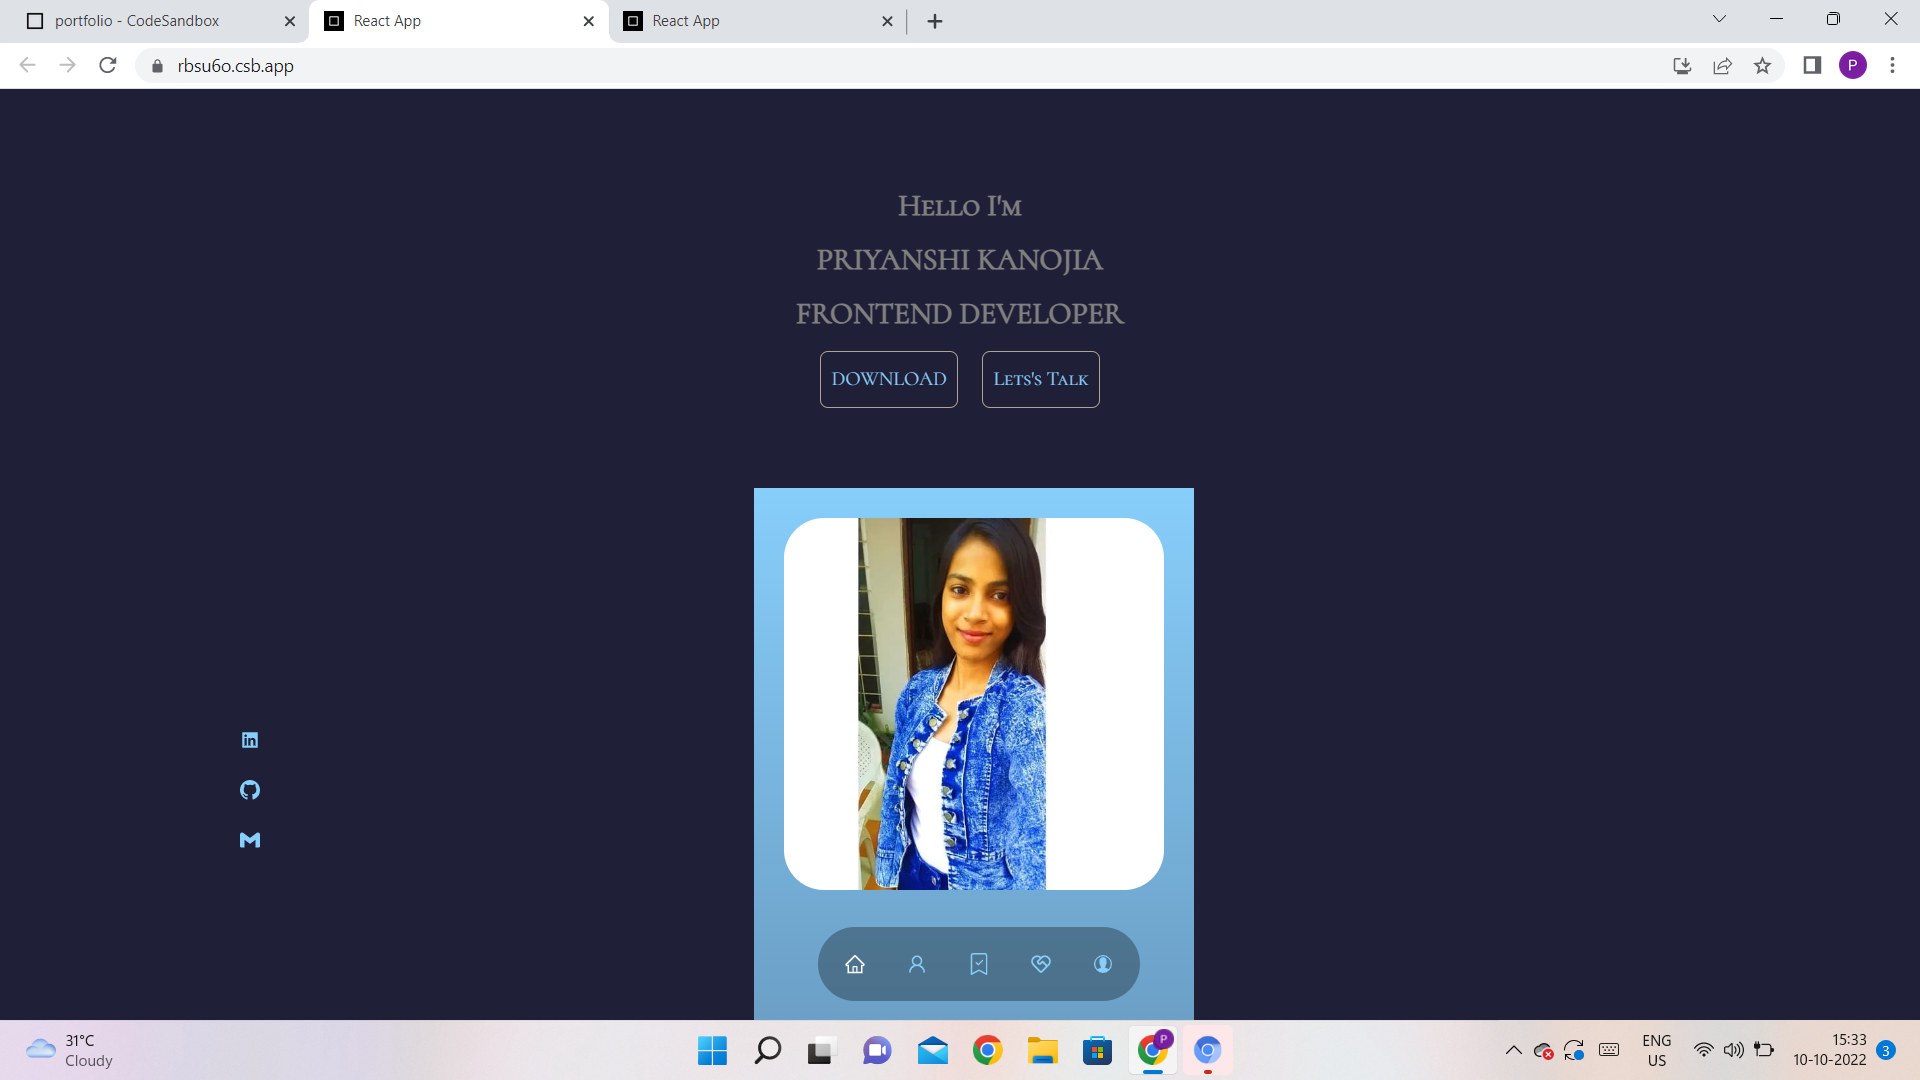 portfolio - CodeSandbox
React App
React App
rbsu6o.csb.app
P
Hello I'm
PRIYANSHI KANOJIA
FRONTEND DEVELOPER
DOWNLOAD
Lets's Talk
31°C
Cloudy
P
ENG
US
15:33
10-10-2022
3